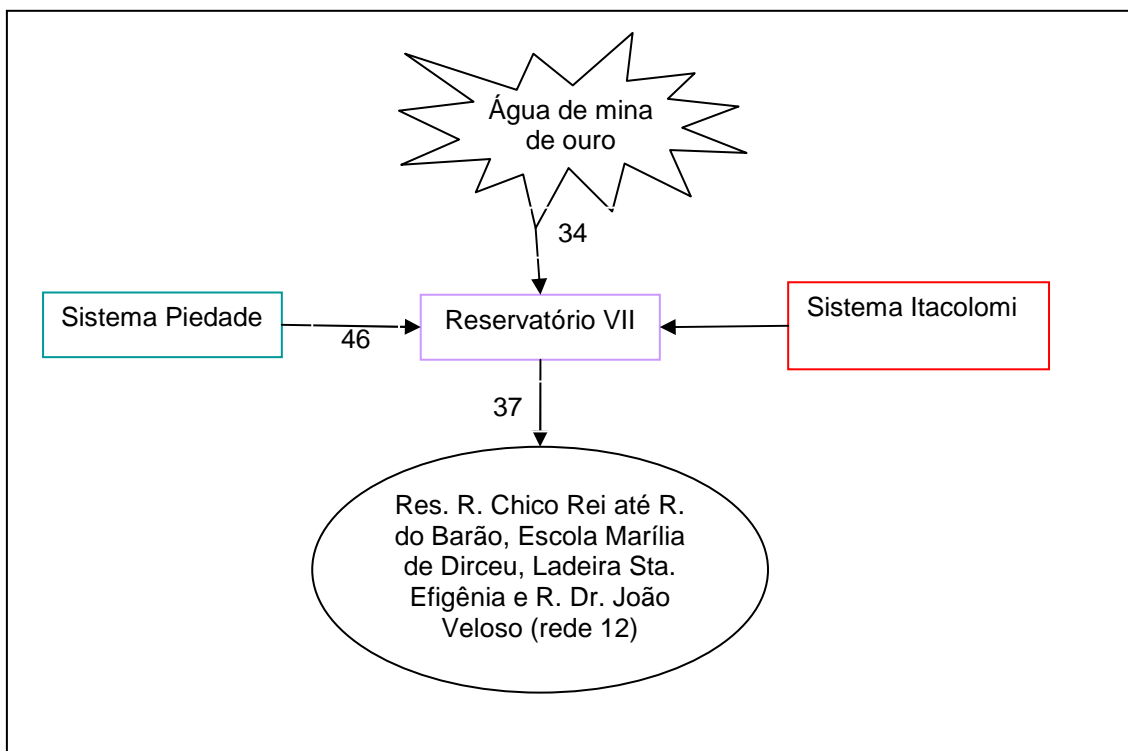 Água de mina
de ouro
34
Sistema Piedade
46
Reservatório VII
Sistema Itacolomi
37
Res. R. Chico Rei até R.
do Barão, Escola Marília
de Dirceu, Ladeira Sta.
Efigênia e R. Dr. João
Veloso (rede 12)